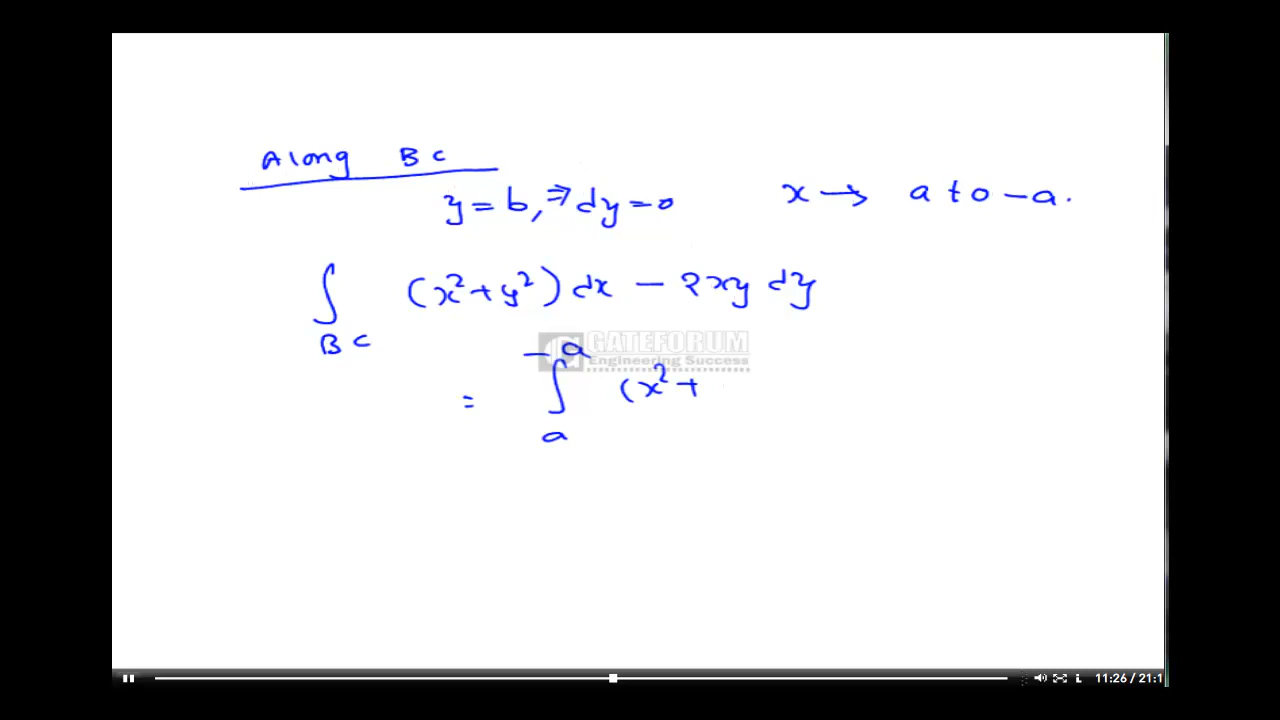 Along BC
y = b, ⇒ dy = 0 x → a to -a.
∫ (x² + y²) dx - 2xy dy
BC
GATEFORUM
Engineering Success
-a
= ∫ (x² +
a
11:26 / 21:1